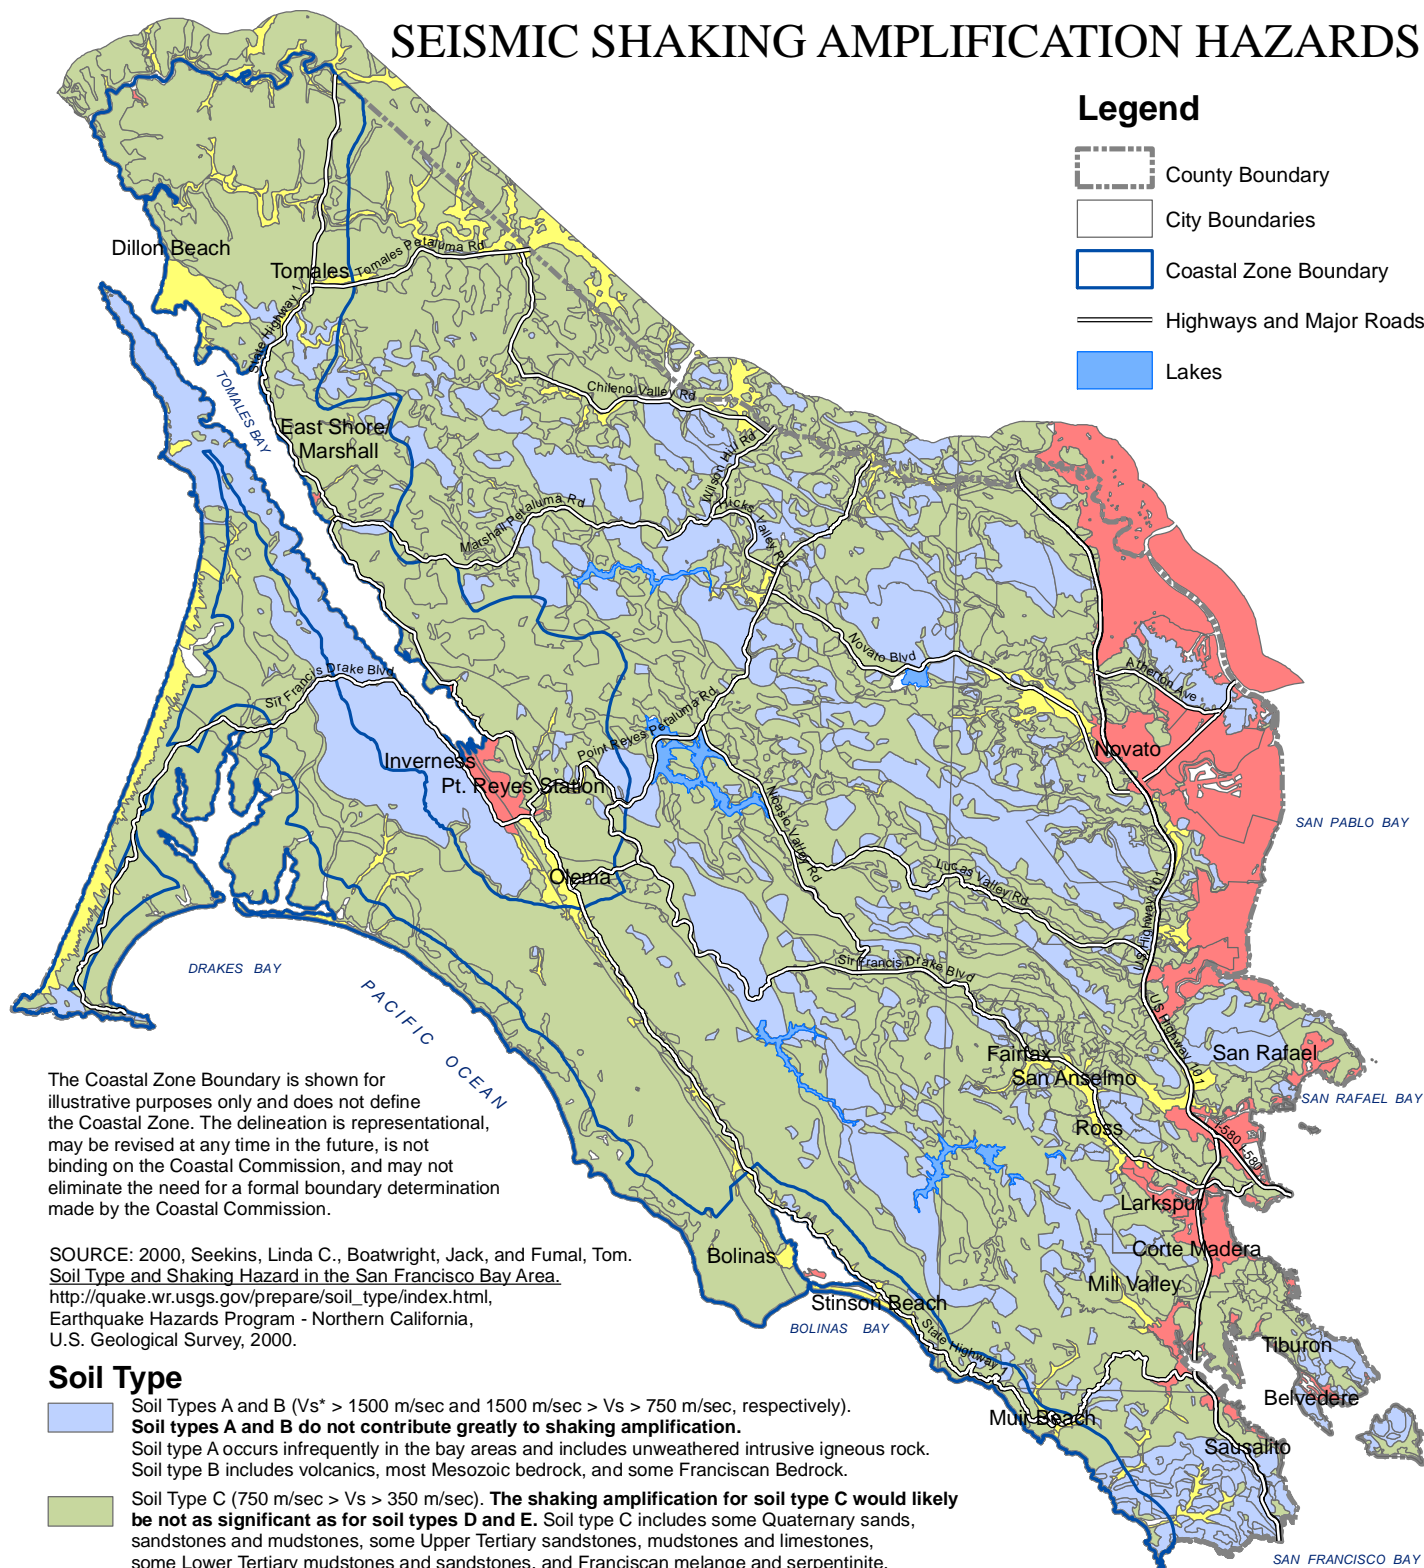 SEISMIC SHAKING AMPLIFICATION HAZARDS
Legend
County Boundary
City Boundaries
Coastal Zone Boundary
Highways and Major Roads
Lakes
Dillon Beach
Tomales
Tomales Petaluma Rd
State Highway 1
TOMALES BAY
Chileno Valley Rd
East Shore/
Marshall
Wilson Hill Rd
Marshall Petaluma Rd
Hicks Valley Rd
Novato Blvd
Atherton Ave
Sir Francis Drake Blvd
Point Reyes Petaluma Rd
Novato
Inverness
Pt. Reyes Station
Nicasio Valley Rd
SAN PABLO BAY
Olema
Lucas Valley Rd
US Highway 101
DRAKES BAY
Sir Francis Drake Blvd
PACIFIC OCEAN
US Highway 101
Fairfax
San Rafael
San Anselmo
SAN RAFAEL BAY
Ross
I-580
I-580
Larkspur
Corte Madera
Bolinas
Mill Valley
Stinson Beach
BOLINAS BAY
State Highway 1
Tiburon
Belvedere
Muir Beach
Sausalito
SAN FRANCISCO BAY
The Coastal Zone Boundary is shown for
illustrative purposes only and does not define
the Coastal Zone. The delineation is representational,
may be revised at any time in the future, is not
binding on the Coastal Commission, and may not
eliminate the need for a formal boundary determination
made by the Coastal Commission.
SOURCE: 2000, Seekins, Linda C., Boatwright, Jack, and Fumal, Tom.
Soil Type and Shaking Hazard in the San Francisco Bay Area.
http://quake.wr.usgs.gov/prepare/soil_type/index.html,
Earthquake Hazards Program - Northern California,
U.S. Geological Survey, 2000.
Soil Type
Soil Types A and B (Vs* > 1500 m/sec and 1500 m/sec > Vs > 750 m/sec, respectively).
Soil types A and B do not contribute greatly to shaking amplification.
Soil type A occurs infrequently in the bay areas and includes unweathered intrusive igneous rock.
Soil type B includes volcanics, most Mesozoic bedrock, and some Franciscan Bedrock.
Soil Type C (750 m/sec > Vs > 350 m/sec). The shaking amplification for soil type C would likely
be not as significant as for soil types D and E. Soil type C includes some Quaternary sands,
sandstones and mudstones, some Upper Tertiary sandstones, mudstones and limestones,
some Lower Tertiary mudstones and sandstones, and Franciscan melange and serpentinite.